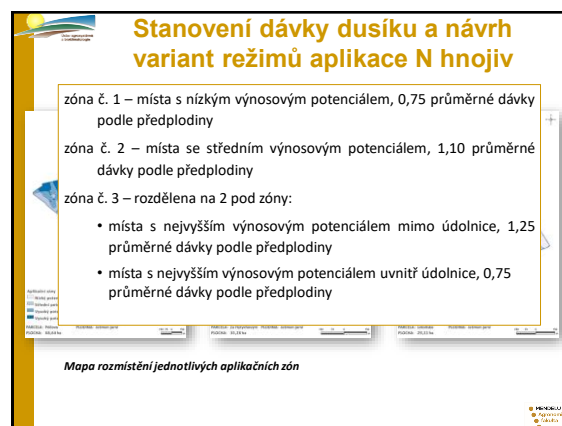 Stanovení dávky dusíku a návrh
variant režimů aplikace N hnojiv
zóna č. 1 – místa s nízkým výnosovým potenciálem, 0,75 průměrné dávky
podle předplodiny
zóna č. 2 – místa se středním výnosovým potenciálem, 1,10 průměrné
dávky podle předplodiny
zóna č. 3 – rozdělena na 2 pod zóny:
• místa s nejvyšším výnosovým potenciálem mimo údolnice, 1,25
průměrné dávky podle předplodiny
• místa s nejvyšším výnosovým potenciálem uvnitř údolnice, 0,75
průměrné dávky podle předplodiny
Mapa rozmístění jednotlivých aplikačních zón
MENDELU
Agronomická
fakulta